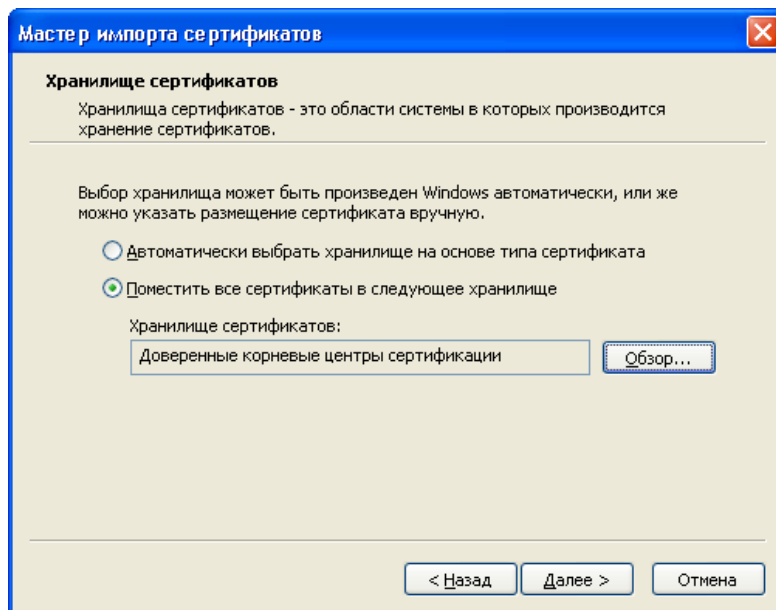 Мастер импорта сертификатов
Хранилище сертификатов
Хранилища сертификатов - это области системы в которых производится
хранение сертификатов.
Выбор хранилища может быть произведен Windows автоматически, или же
можно указать размещение сертификата вручную.
Автоматически выбрать хранилище на основе типа сертификата
Поместить все сертификаты в следующее хранилище
Хранилище сертификатов:
Доверенные корневые центры сертификации
Обзор...
< Назад
Далее >
Отмена